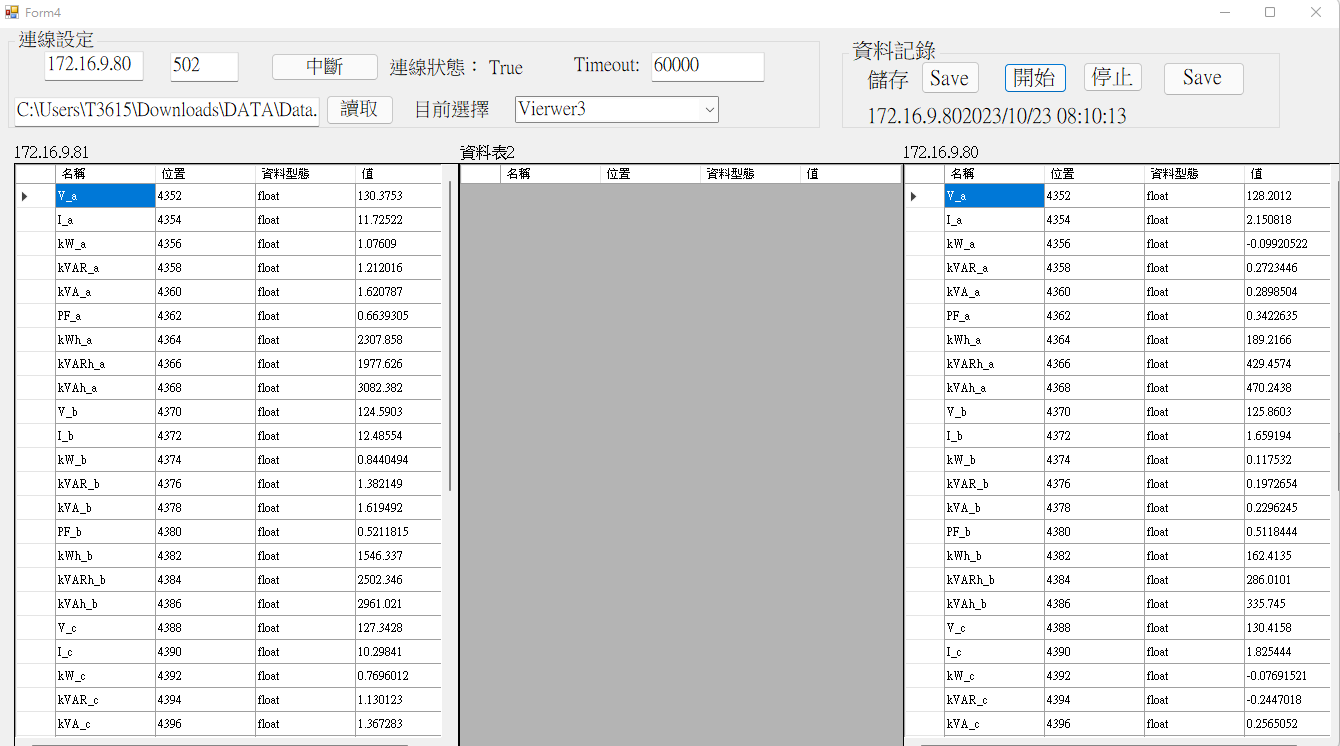 Form4
連線設定
172.16.9.80 502 中斷 連線狀態： True Timeout: 60000
C:\Users\T3615\Downloads\DATA\Data. 讀取 目前選擇 Vierwer3
資料記錄
儲存 Save 開始 停止 Save
172.16.9.802023/10/23 08:10:13
172.16.9.81
名稱 位置 資料型態 值
V_a 4352 float 130.3753
I_a 4354 float 11.72522
kW_a 4356 float 1.07609
kVAR_a 4358 float 1.212016
kVA_a 4360 float 1.620787
PF_a 4362 float 0.6639305
kWh_a 4364 float 2307.858
kVARh_a 4366 float 1977.626
kVAh_a 4368 float 3082.382
V_b 4370 float 124.5903
I_b 4372 float 12.48554
kW_b 4374 float 0.8440494
kVAR_b 4376 float 1.382149
kVA_b 4378 float 1.619492
PF_b 4380 float 0.5211815
kWh_b 4382 float 1546.337
kVARh_b 4384 float 2502.346
kVAh_b 4386 float 2961.021
V_c 4388 float 127.3428
I_c 4390 float 10.29841
kW_c 4392 float 0.7696012
kVAR_c 4394 float 1.130123
kVA_c 4396 float 1.367283
資料表2
名稱 位置 資料型態 值
172.16.9.80
名稱 位置 資料型態 值
V_a 4352 float 128.2012
I_a 4354 float 2.150818
kW_a 4356 float -0.09920522
kVAR_a 4358 float 0.2723446
kVA_a 4360 float 0.2898504
PF_a 4362 float 0.3422635
kWh_a 4364 float 189.2166
kVARh_a 4366 float 429.4574
kVAh_a 4368 float 470.2438
V_b 4370 float 125.8603
I_b 4372 float 1.659194
kW_b 4374 float 0.117532
kVAR_b 4376 float 0.1972654
kVA_b 4378 float 0.2296245
PF_b 4380 float 0.5118444
kWh_b 4382 float 162.4135
kVARh_b 4384 float 286.0101
kVAh_b 4386 float 335.745
V_c 4388 float 130.4158
I_c 4390 float 1.825444
kW_c 4392 float -0.07691521
kVAR_c 4394 float -0.2447018
kVA_c 4396 float 0.2565052